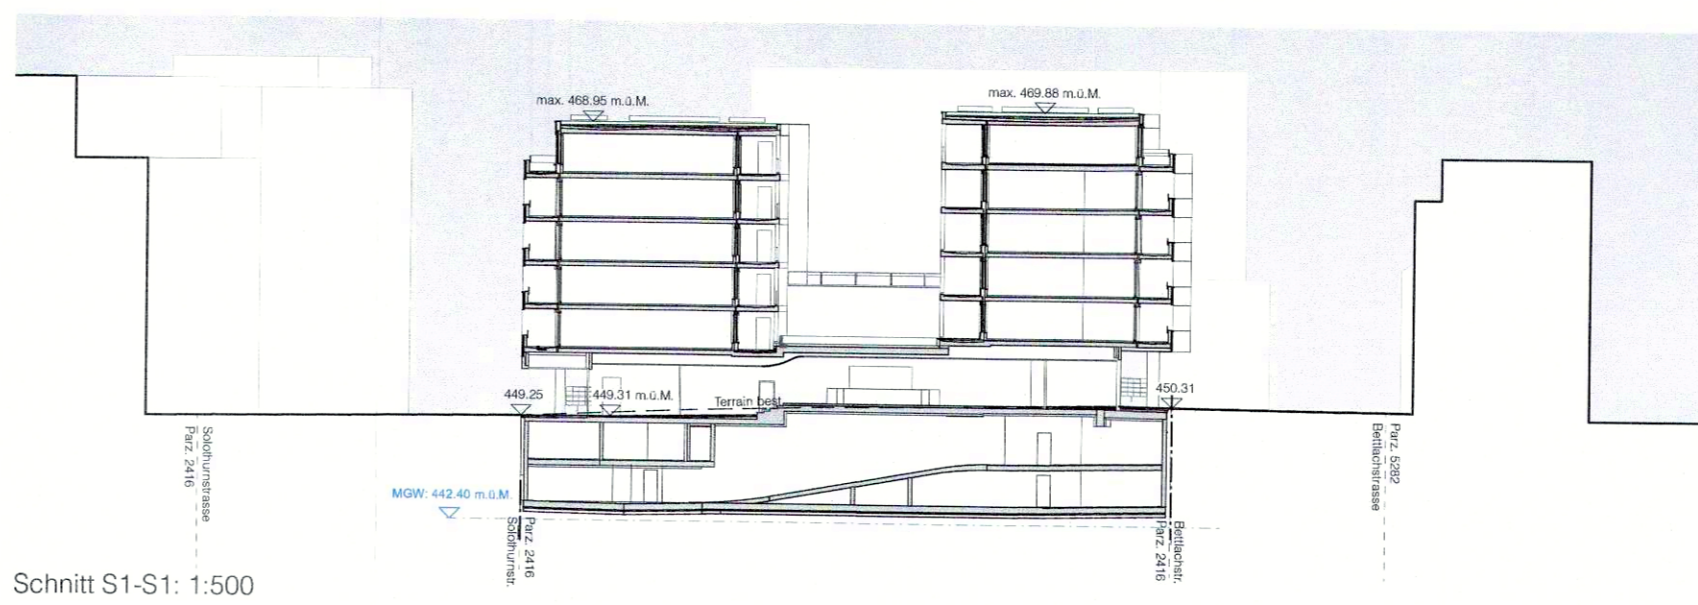 max. 468.95 m.ü.M.
max. 469.88 m.ü.M.
449.25
449.31 m.ü.M.
Terrain best.
450.31
Solothurnstrasse
Parz. 2416
Parz. 5282
Bettlachstrasse
MGW: 442.40 m.ü.M.
Parz. 2416
Solothurnstr.
Bettlachstr.
Parz. 2416
Schnitt S1-S1: 1:500